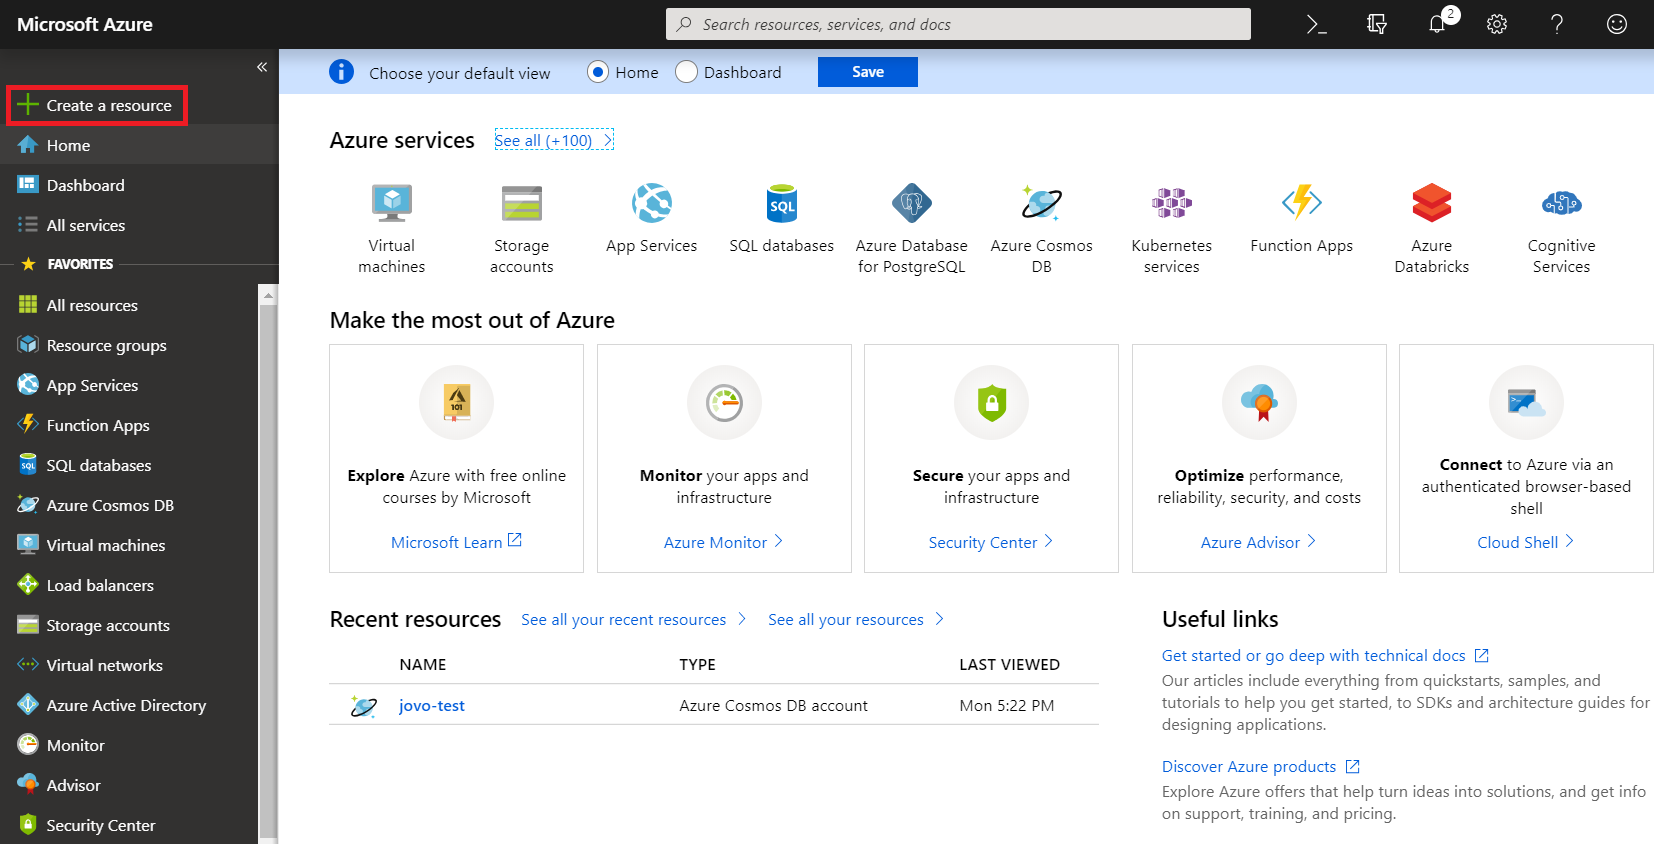 Microsoft Azure
Search resources, services, and docs
2
Create a resource
Home
Dashboard
All services
FAVORITES
All resources
Resource groups
App Services
Function Apps
SQL databases
Azure Cosmos DB
Virtual machines
Load balancers
Storage accounts
Virtual networks
Azure Active Directory
Monitor
Advisor
Security Center
Choose your default view
Home
Dashboard
Save
Azure services
See all (+100)
SQL
Virtual
machines
Storage
accounts
App Services
SQL databases
Azure Database
for PostgreSQL
Azure Cosmos
DB
Kubernetes
services
Function Apps
Azure
Databricks
Cognitive
Services
Make the most out of Azure
101
Explore Azure with free online
courses by Microsoft
Microsoft Learn
Monitor your apps and
infrastructure
Azure Monitor
Secure your apps and
infrastructure
Security Center
Optimize performance,
reliability, security, and costs
Azure Advisor
Connect to Azure via an
authenticated browser-based
shell
Cloud Shell
Recent resources
See all your recent resources
See all your resources
NAME TYPE LAST VIEWED
jovo-test Azure Cosmos DB account Mon 5:22 PM
Useful links
Get started or go deep with technical docs
Our articles include everything from quickstarts, samples, and
tutorials to help you get started, to SDKs and architecture guides for
designing applications.
Discover Azure products
Explore Azure offers that help turn ideas into solutions, and get info
on support, training, and pricing.